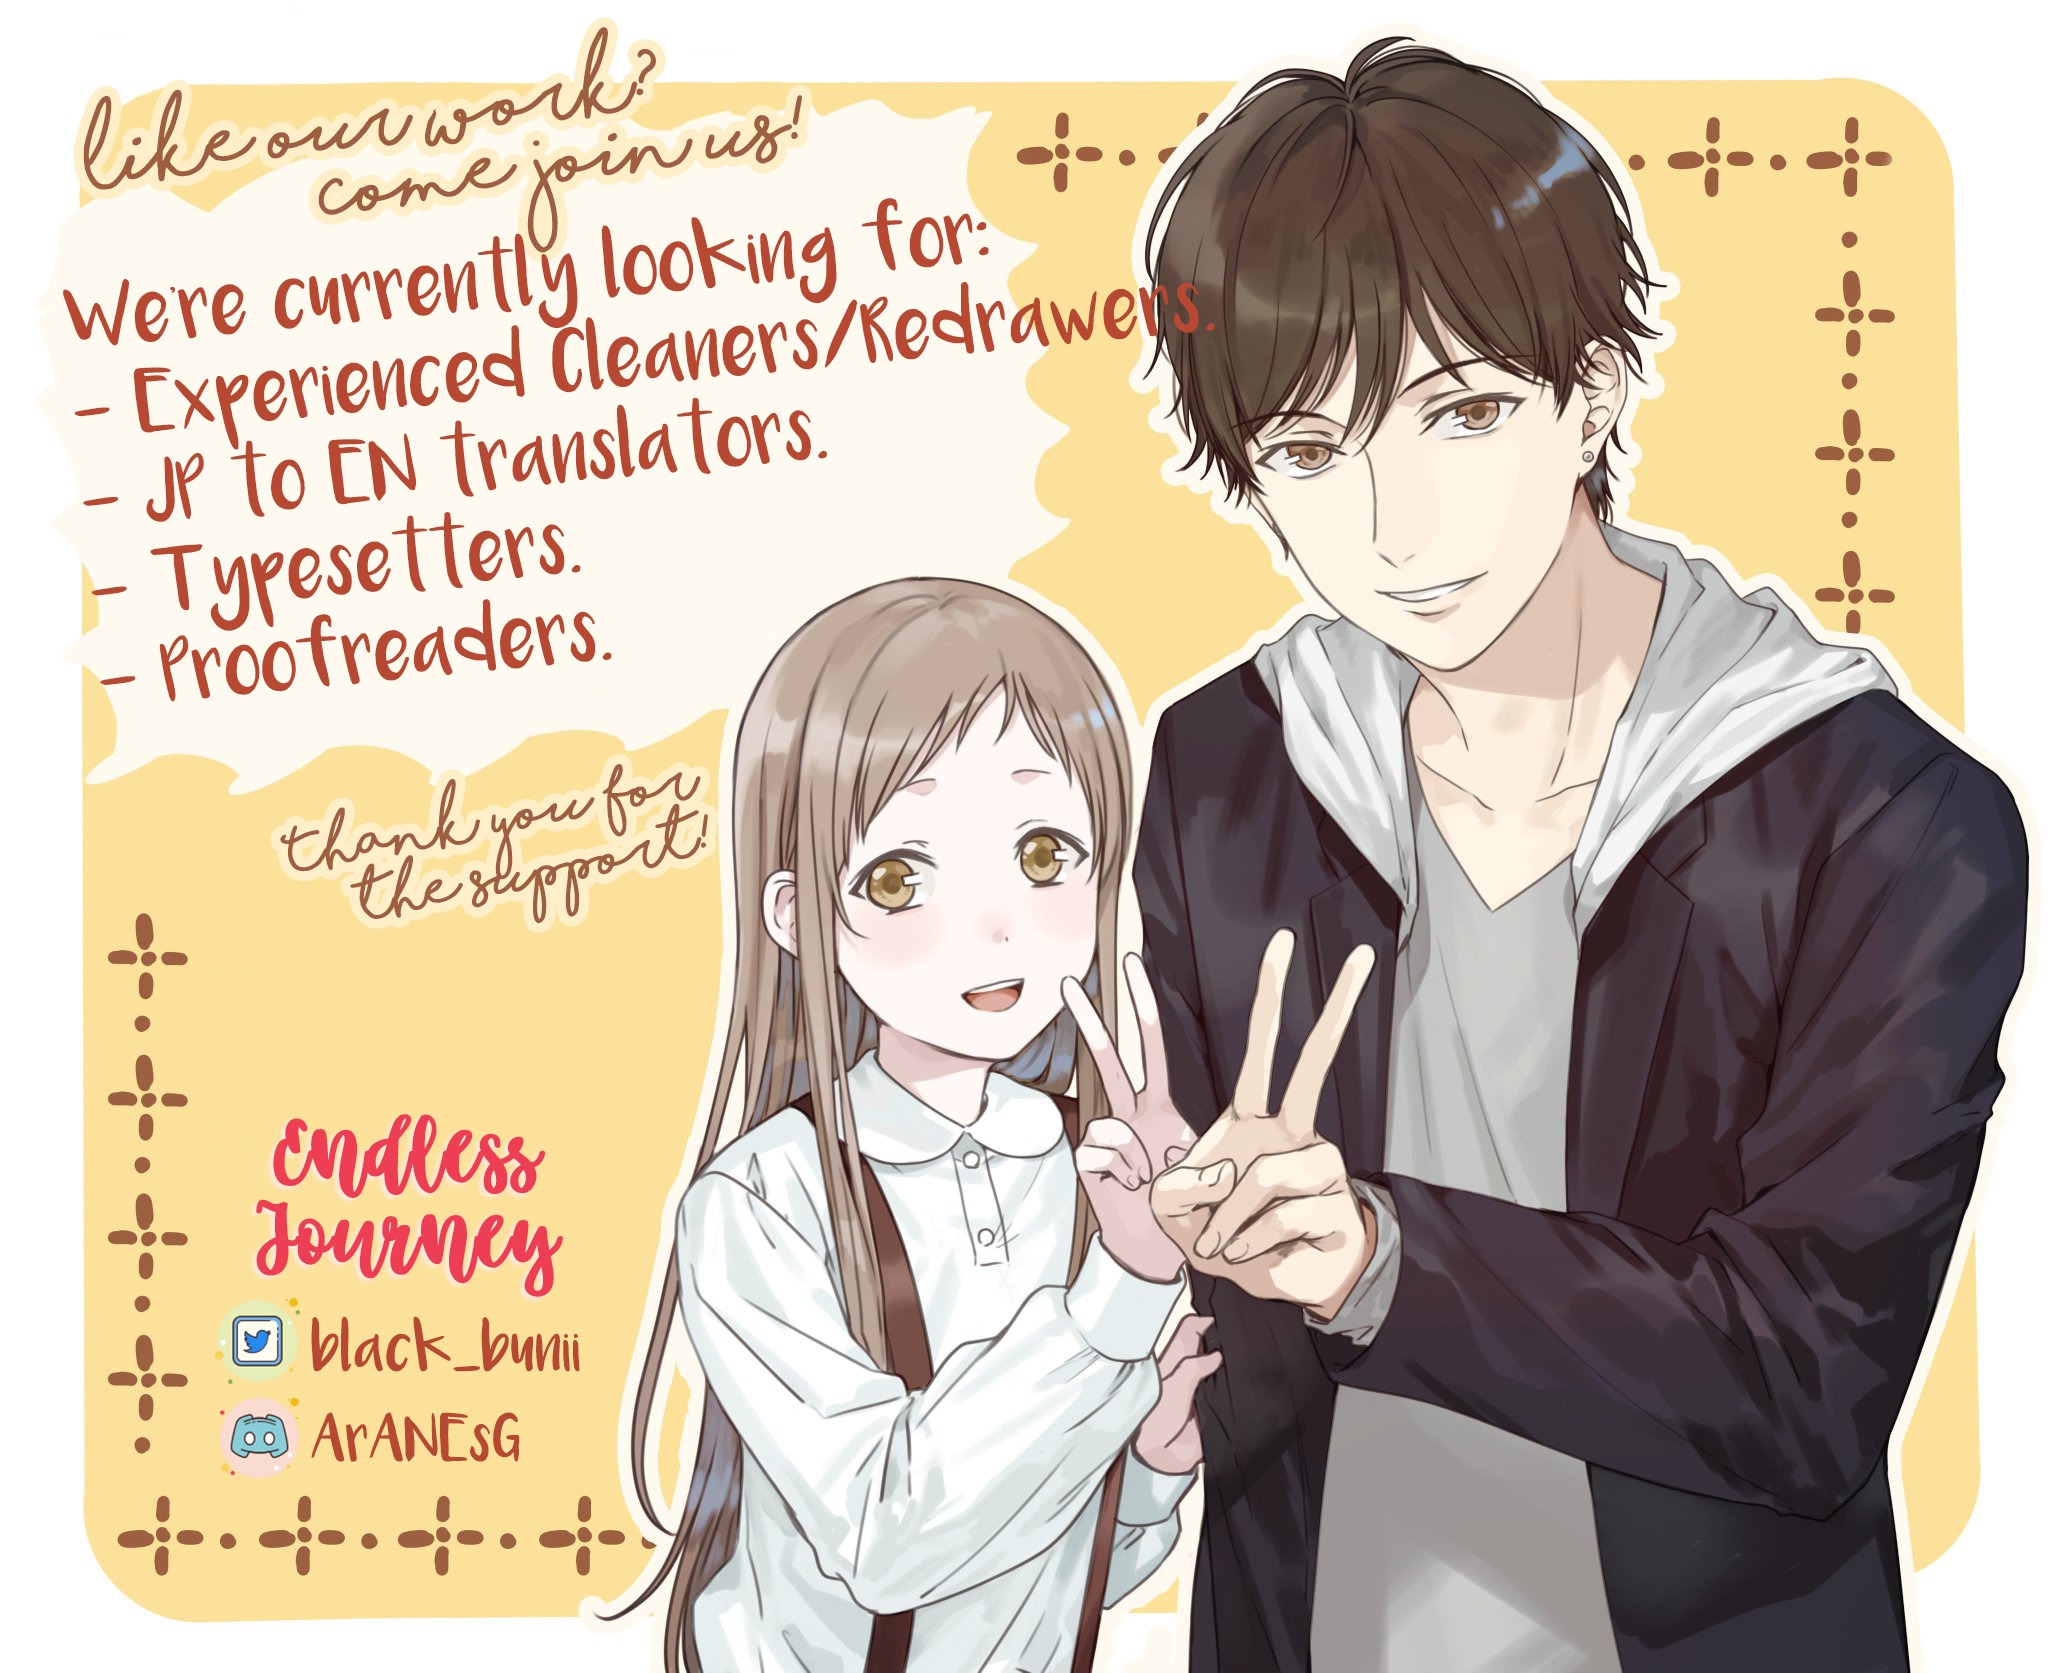 like our work?
come join us!
We're currently looking for:
- Experienced Cleaners/Redrawers.
- JP to EN translators.
- Typesetters.
- Proofreaders.
thank you for
the support!
Endless
Journey
black_bunii
ArANEsG